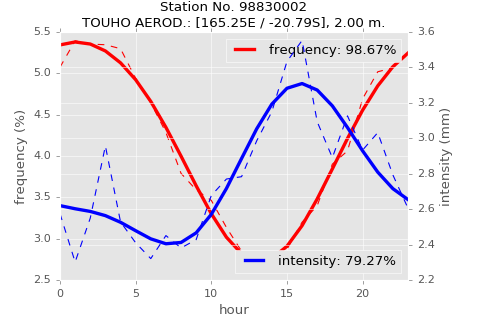 Station No. 98830002
TOUHO AEROD.: [165.25E / -20.79S], 2.00 m.
5.5
5.0
4.5
4.0
3.5
3.0
2.5
frequency (%)
3.6
3.4
3.2
3.0
2.8
2.6
2.4
2.2
intensity (mm)
frequency: 98.67%
intensity: 79.27%
0 5 10 15 20
hour